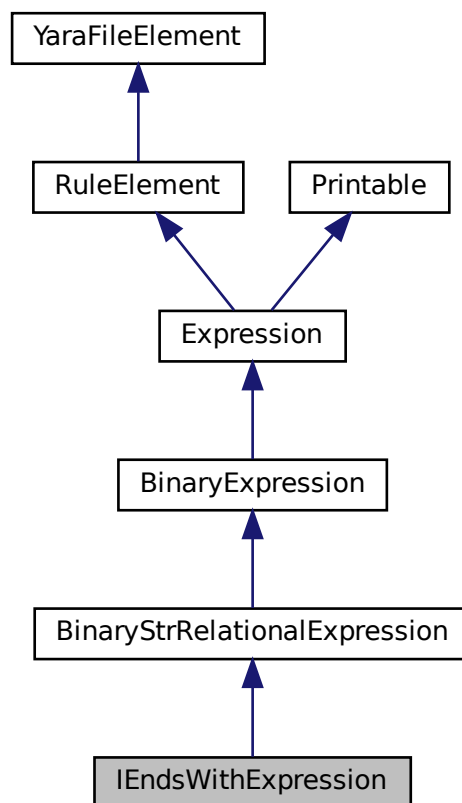 YaraFileElement
RuleElement
Printable
Expression
BinaryExpression
BinaryStrRelationalExpression
IEndsWithExpression